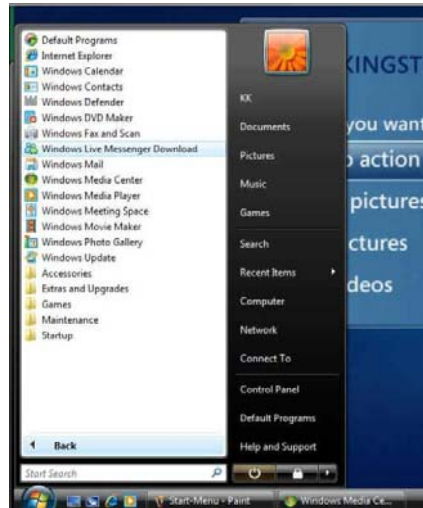 Default Programs
Internet Explorer
Windows Calendar
Windows Contacts
Windows Defender
Windows DVD Maker
Windows Fax and Scan
Windows Live Messenger Download
Windows Mail
Windows Media Center
Windows Media Player
Windows Meeting Space
Windows Movie Maker
Windows Photo Gallery
Windows Update
Accessories
Extras and Upgrades
Games
Maintenance
Startup
Back
Start Search
KK
Documents
Pictures
Music
Games
Search
Recent Items
Computer
Network
Connect To
Control Panel
Default Programs
Help and Support
KINGST
you want
action
pictures
ctures
deos
Start-Menu - Paint
Windows Media Ce...